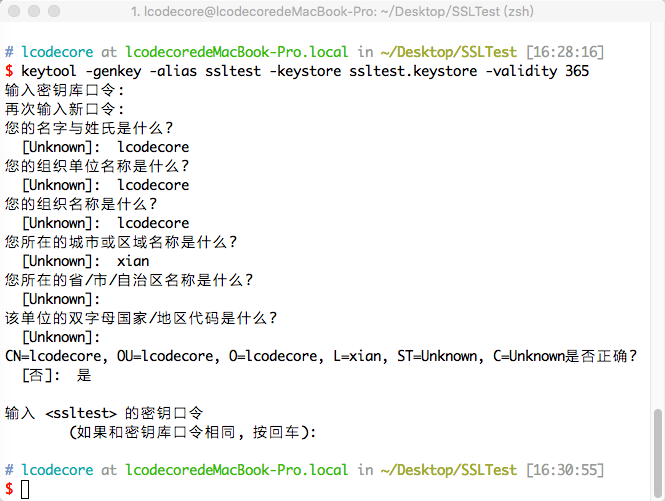 1. lcodecore@lcodecoredeMacBook-Pro: ~/Desktop/SSLTest (zsh)
# lcodecore at lcodecoredeMacBook-Pro.local in ~/Desktop/SSLTest [16:28:16]
$ keytool -genkey -alias ssltest -keystore ssltest.keystore -validity 365
输入密钥库口令:
再次输入新口令:
您的名字与姓氏是什么?
  [Unknown]:  lcodecore
您的组织单位名称是什么?
  [Unknown]:  lcodecore
您的组织名称是什么?
  [Unknown]:  lcodecore
您所在的城市或区域名称是什么?
  [Unknown]:  xian
您所在的省/市/自治区名称是什么?
  [Unknown]:
该单位的双字母国家/地区代码是什么?
  [Unknown]:
CN=lcodecore, OU=lcodecore, O=lcodecore, L=xian, ST=Unknown, C=Unknown是否正确?
  [否]:  是
输入 <ssltest> 的密钥口令
        (如果和密钥库口令相同, 按回车):
# lcodecore at lcodecoredeMacBook-Pro.local in ~/Desktop/SSLTest [16:30:55]
$